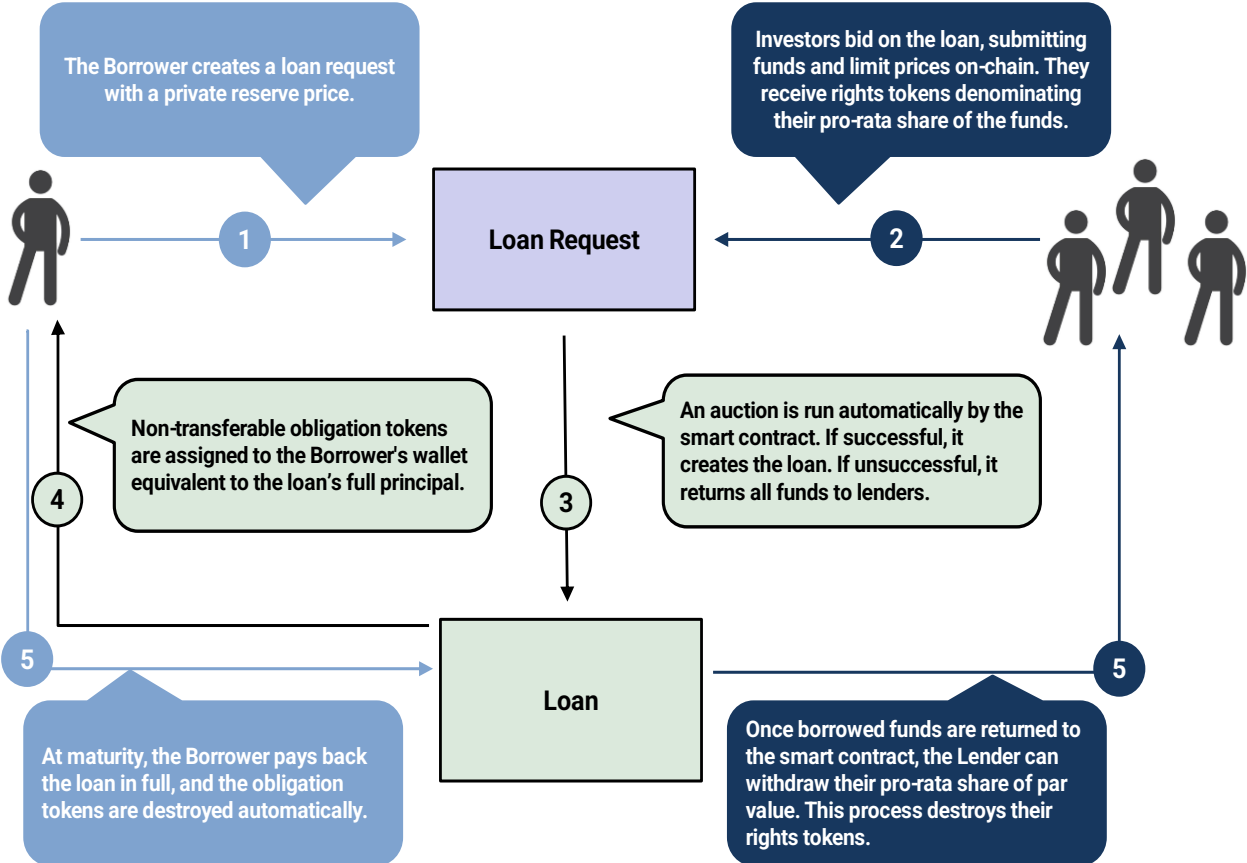 The Borrower creates a loan request
with a private reserve price.
Investors bid on the loan, submitting
funds and limit prices on-chain. They
receive rights tokens denominating
their pro-rata share of the funds.
1
Loan Request
2
Non-transferable obligation tokens
are assigned to the Borrower's wallet
equivalent to the loan’s full principal.
An auction is run automatically by the
smart contract. If successful, it
creates the loan. If unsuccessful, it
returns all funds to lenders.
4
3
5
Loan
5
At maturity, the Borrower pays back
the loan in full, and the obligation
tokens are destroyed automatically.
Once borrowed funds are returned to
the smart contract, the Lender can
withdraw their pro-rata share of par
value. This process destroys their
rights tokens.